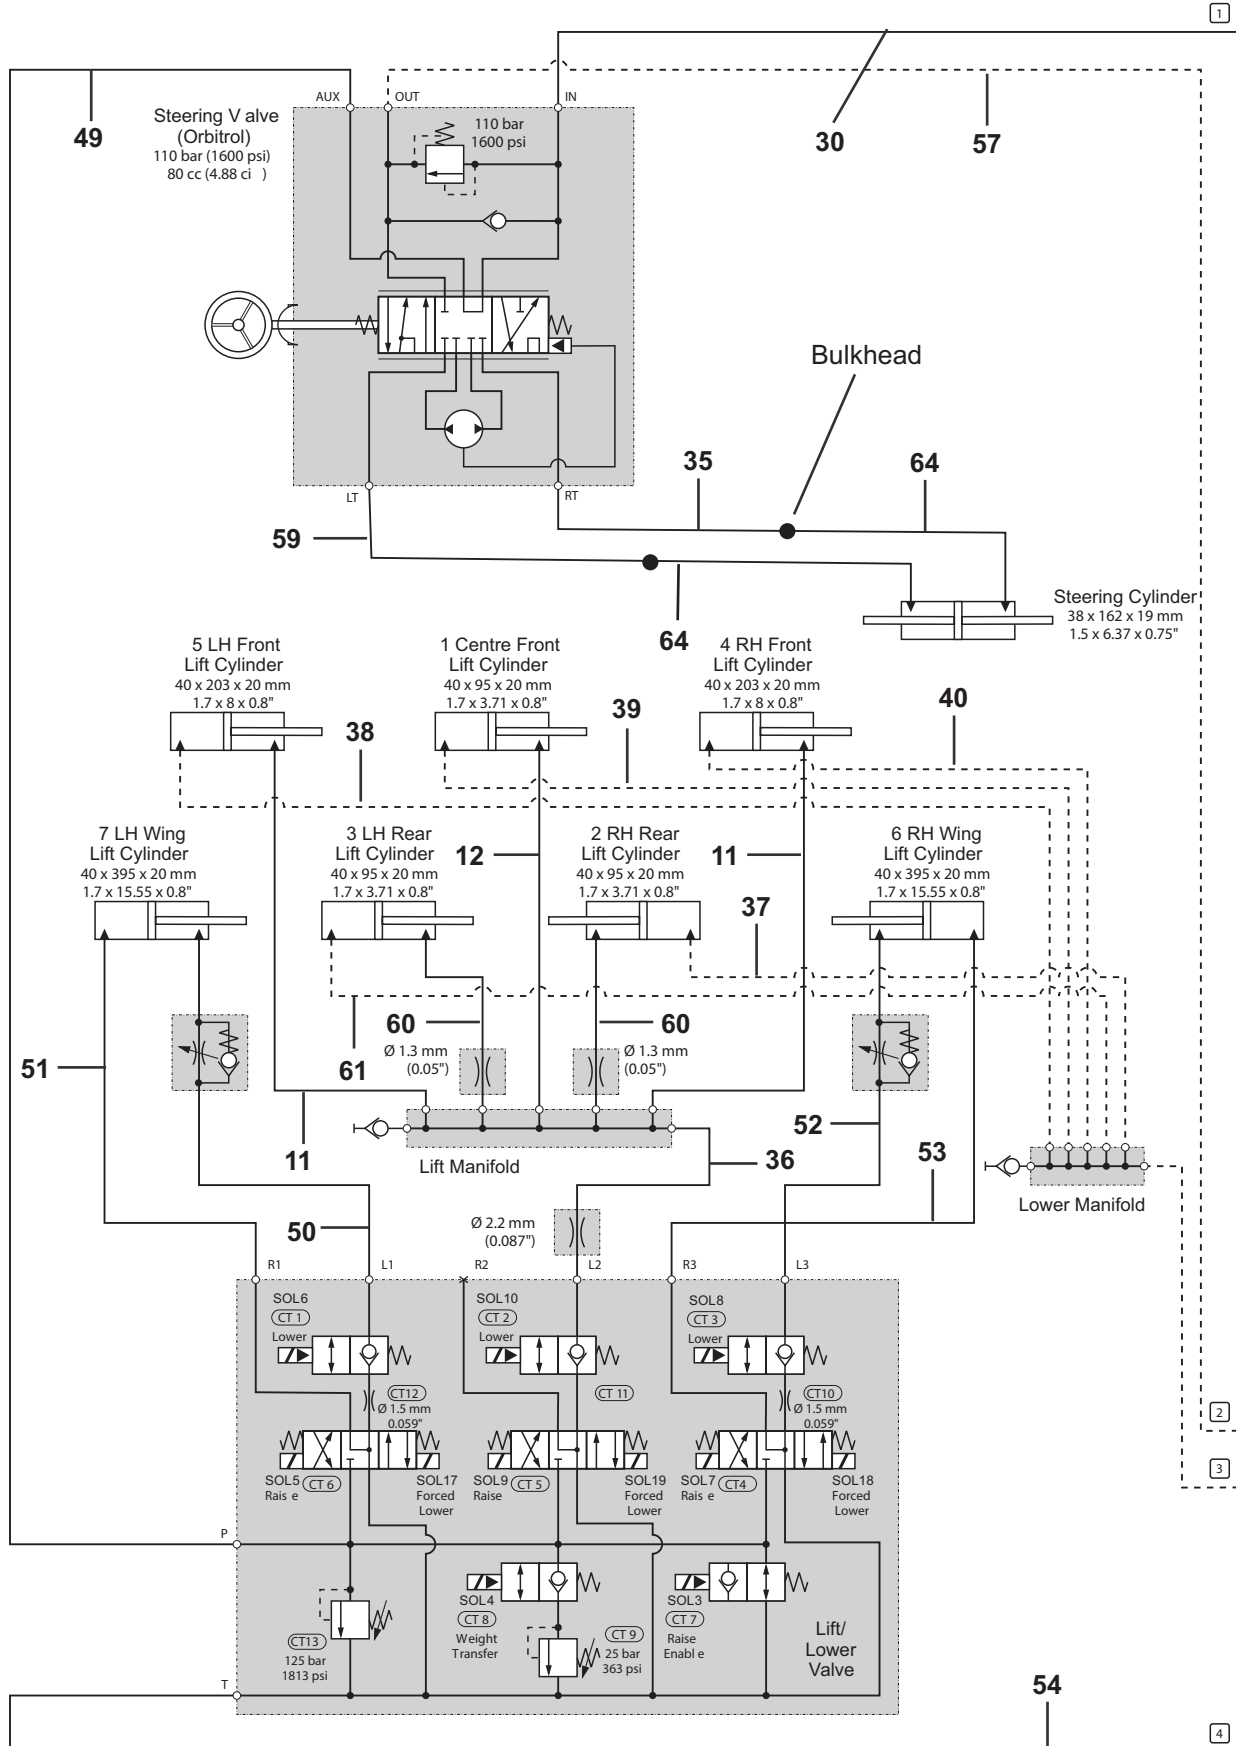 1
AUX
OUT
IN
49
Steering V alve
(Orbitrol)
110 bar (1600 psi)
80 cc (4.88 ci )
110 bar
1600 psi
30
57
Bulkhead
LT
RT
35
64
59
64
Steering Cylinder
38 x 162 x 19 mm
1.5 x 6.37 x 0.75"
5 LH Front
Lift Cylinder
40 x 203 x 20 mm
1.7 x 8 x 0.8"
1 Centre Front
Lift Cylinder
40 x 95 x 20 mm
1.7 x 3.71 x 0.8"
4 RH Front
Lift Cylinder
40 x 203 x 20 mm
1.7 x 8 x 0.8"
38
39
40
7 LH Wing
Lift Cylinder
40 x 395 x 20 mm
1.7 x 15.55 x 0.8"
3 LH Rear
Lift Cylinder
40 x 95 x 20 mm
1.7 x 3.71 x 0.8"
12
2 RH Rear
Lift Cylinder
40 x 95 x 20 mm
1.7 x 3.71 x 0.8"
11
6 RH Wing
Lift Cylinder
40 x 395 x 20 mm
1.7 x 15.55 x 0.8"
37
51
61
60
Ø 1.3 mm
(0.05")
60
Ø 1.3 mm
(0.05")
52
11
Lift Manifold
36
53
Lower Manifold
50
Ø 2.2 mm
(0.087")
R1
L1
R2
L2
R3
L3
SOL6
CT 1
Lower
SOL10
CT 2
Lower
SOL8
CT 3
Lower
CT12
Ø 1.5 mm
0.059"
CT 11
CT10
Ø 1.5 mm
0.059"
2
3
SOL5
Rais e
CT 6
SOL17
Forced
Lower
SOL9
Raise
CT 5
SOL19
Forced
Lower
SOL7
Rais e
CT4
SOL18
Forced
Lower
P
SOL4
CT 8
Weight
Transfer
SOL3
CT 7
Raise
Enabl e
CT13
125 bar
1813 psi
CT 9
25 bar
363 psi
Lift/
Lower
Valve
T
54
4